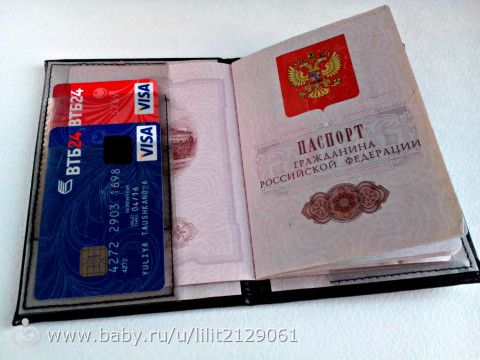 ВТБ24
VISA
ВТБ24
VISA
4272 2903 1698
4272
04/16
YULIYA TAUSHKANOVA
ПАСПОРТ
ГРАЖДАНИНА
РОССИЙСКОЙ ФЕДЕРАЦИИ
www.baby.ru/u/lilit2129061